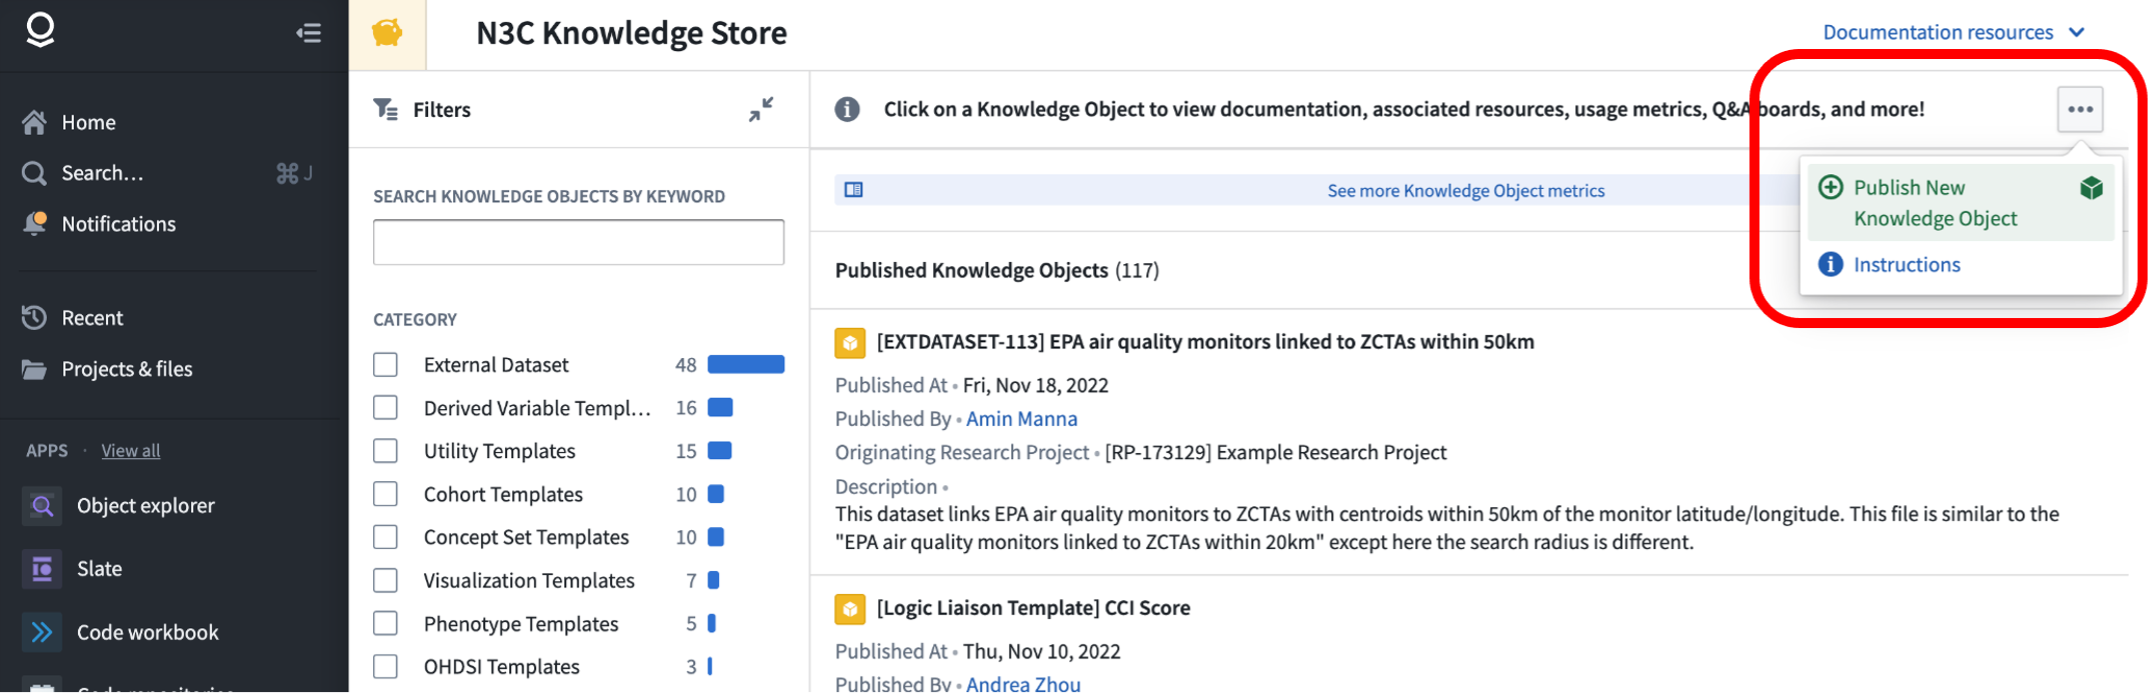 N3C Knowledge Store
Documentation resources
Home
Search...
⌘ J
Notifications
Recent
Projects & files
APPS · View all
Object explorer
Slate
Code workbook
Filters
SEARCH KNOWLEDGE OBJECTS BY KEYWORD
CATEGORY
External Dataset 48
Derived Variable Templ... 16
Utility Templates 15
Cohort Templates 10
Concept Set Templates 10
Visualization Templates 7
Phenotype Templates 5
OHDSI Templates 3
Click on a Knowledge Object to view documentation, associated resources, usage metrics, Q&A boards, and more!
See more Knowledge Object metrics
Publish New
Knowledge Object
Instructions
Published Knowledge Objects (117)
[EXTDATASET-113] EPA air quality monitors linked to ZCTAs within 50km
Published At • Fri, Nov 18, 2022
Published By • Amin Manna
Originating Research Project • [RP-173129] Example Research Project
Description •
This dataset links EPA air quality monitors to ZCTAs with centroids within 50km of the monitor latitude/longitude. This file is similar to the
"EPA air quality monitors linked to ZCTAs within 20km" except here the search radius is different.
[Logic Liaison Template] CCI Score
Published At • Thu, Nov 10, 2022
Published By • Andrea Zhou